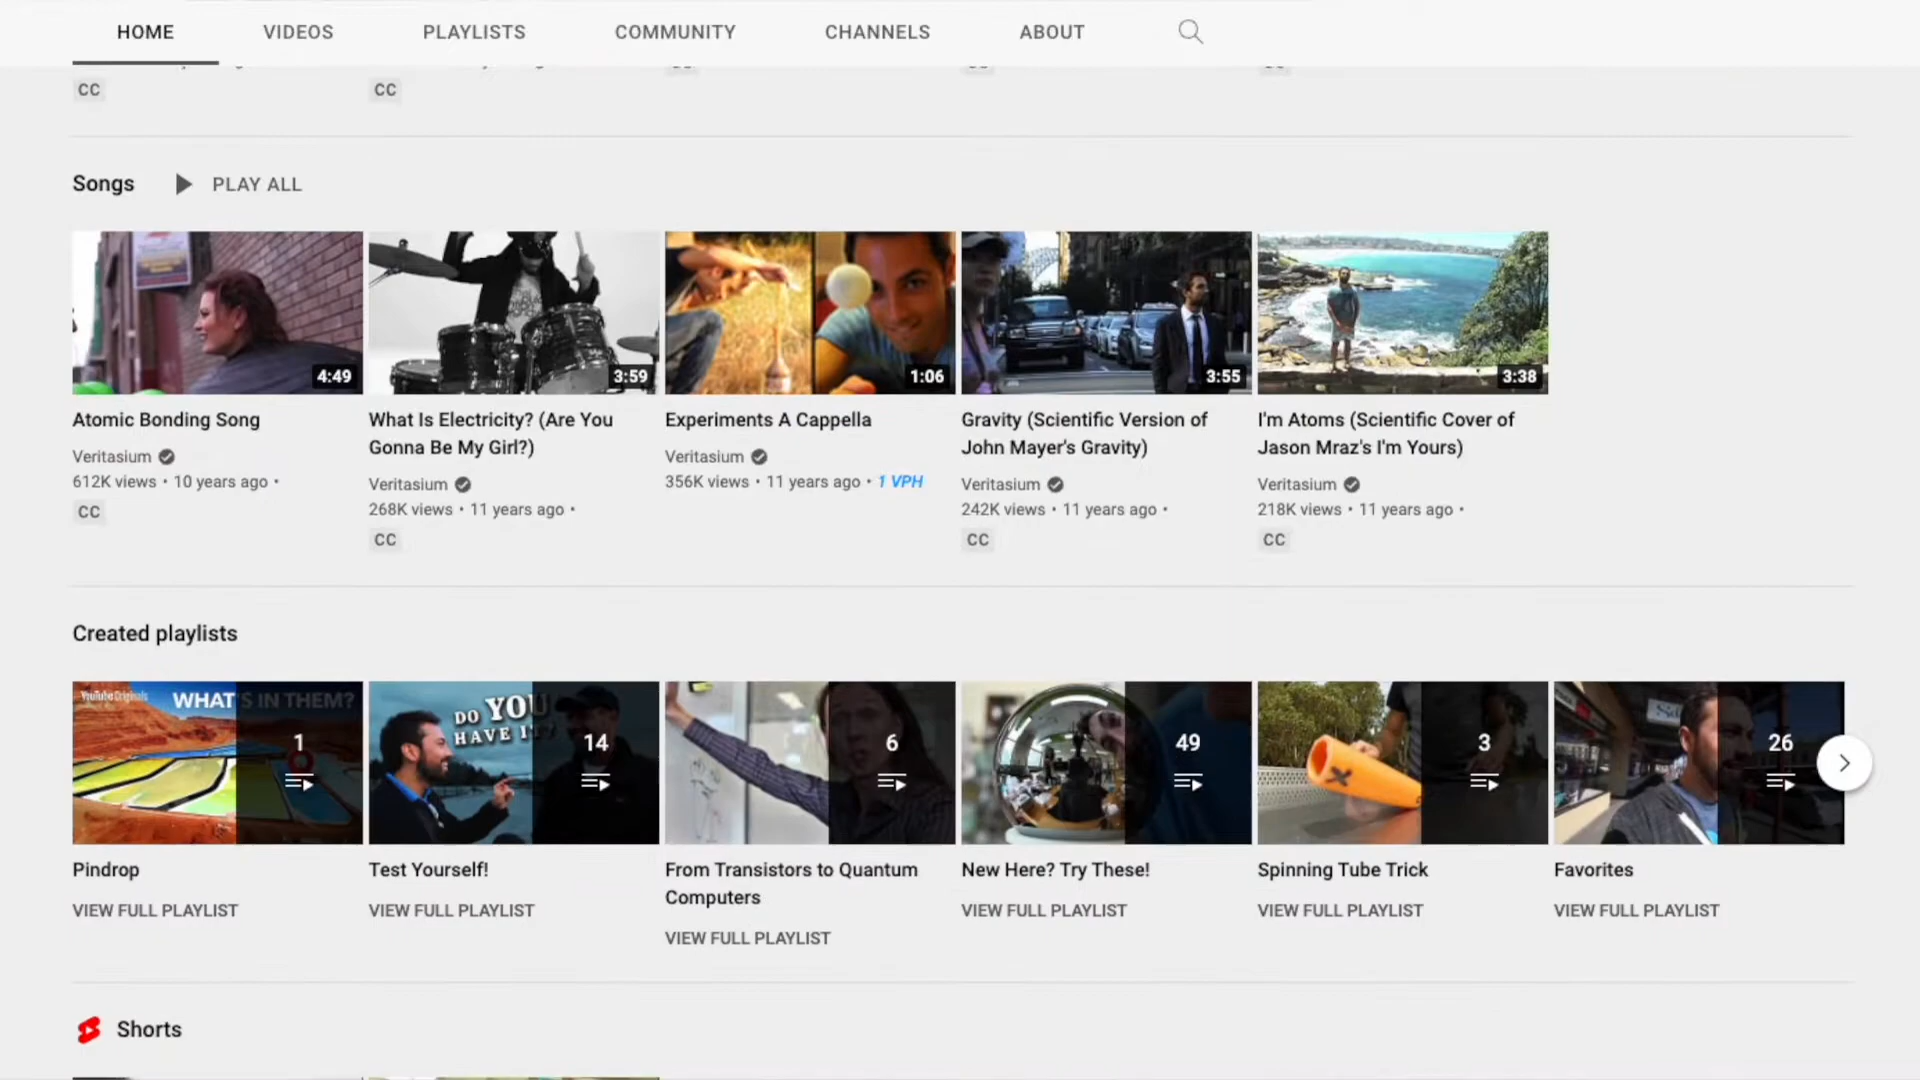 HOME VIDEOS PLAYLISTS COMMUNITY CHANNELS ABOUT
CC CC
Songs PLAY ALL
4:49 3:59 1:06 3:55 3:38
Atomic Bonding Song
Veritasium
612K views • 10 years ago •
CC
What Is Electricity? (Are You
Gonna Be My Girl?)
Veritasium
268K views • 11 years ago •
CC
Experiments A Cappella
Veritasium
356K views • 11 years ago • 1 VPH
Gravity (Scientific Version of
John Mayer's Gravity)
Veritasium
242K views • 11 years ago •
CC
I'm Atoms (Scientific Cover of
Jason Mraz's I'm Yours)
Veritasium
218K views • 11 years ago •
CC
Created playlists
YouTube Originals
WHAT'S IN THEM?
1
Pindrop
VIEW FULL PLAYLIST
DO YOU
HAVE IT?
14
Test Yourself!
VIEW FULL PLAYLIST
6
From Transistors to Quantum
Computers
VIEW FULL PLAYLIST
49
New Here? Try These!
VIEW FULL PLAYLIST
3
Spinning Tube Trick
VIEW FULL PLAYLIST
26
Favorites
VIEW FULL PLAYLIST
Shorts